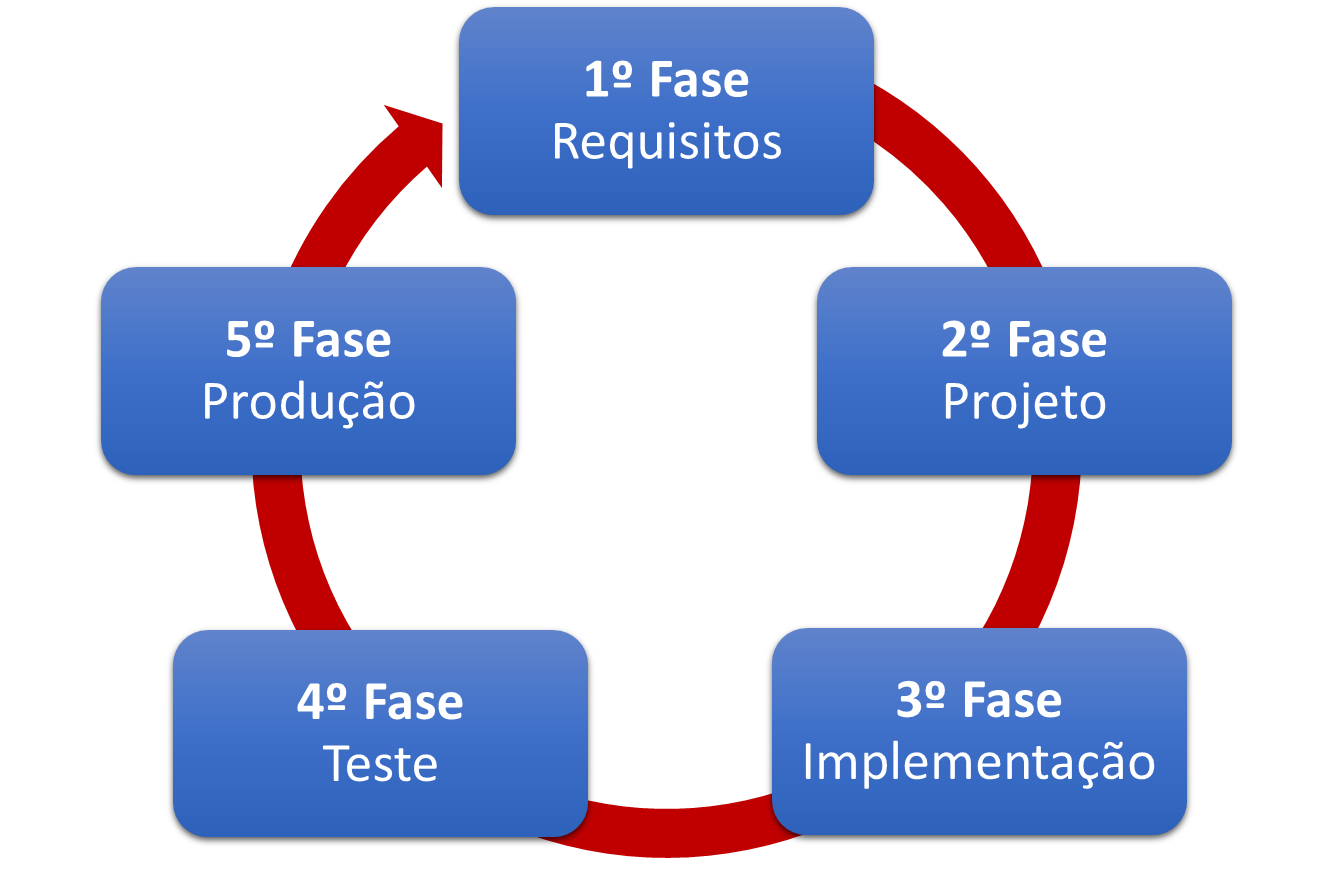 1º Fase
Requisitos
2º Fase
Projeto
3º Fase
Implementação
4º Fase
Teste
5º Fase
Produção